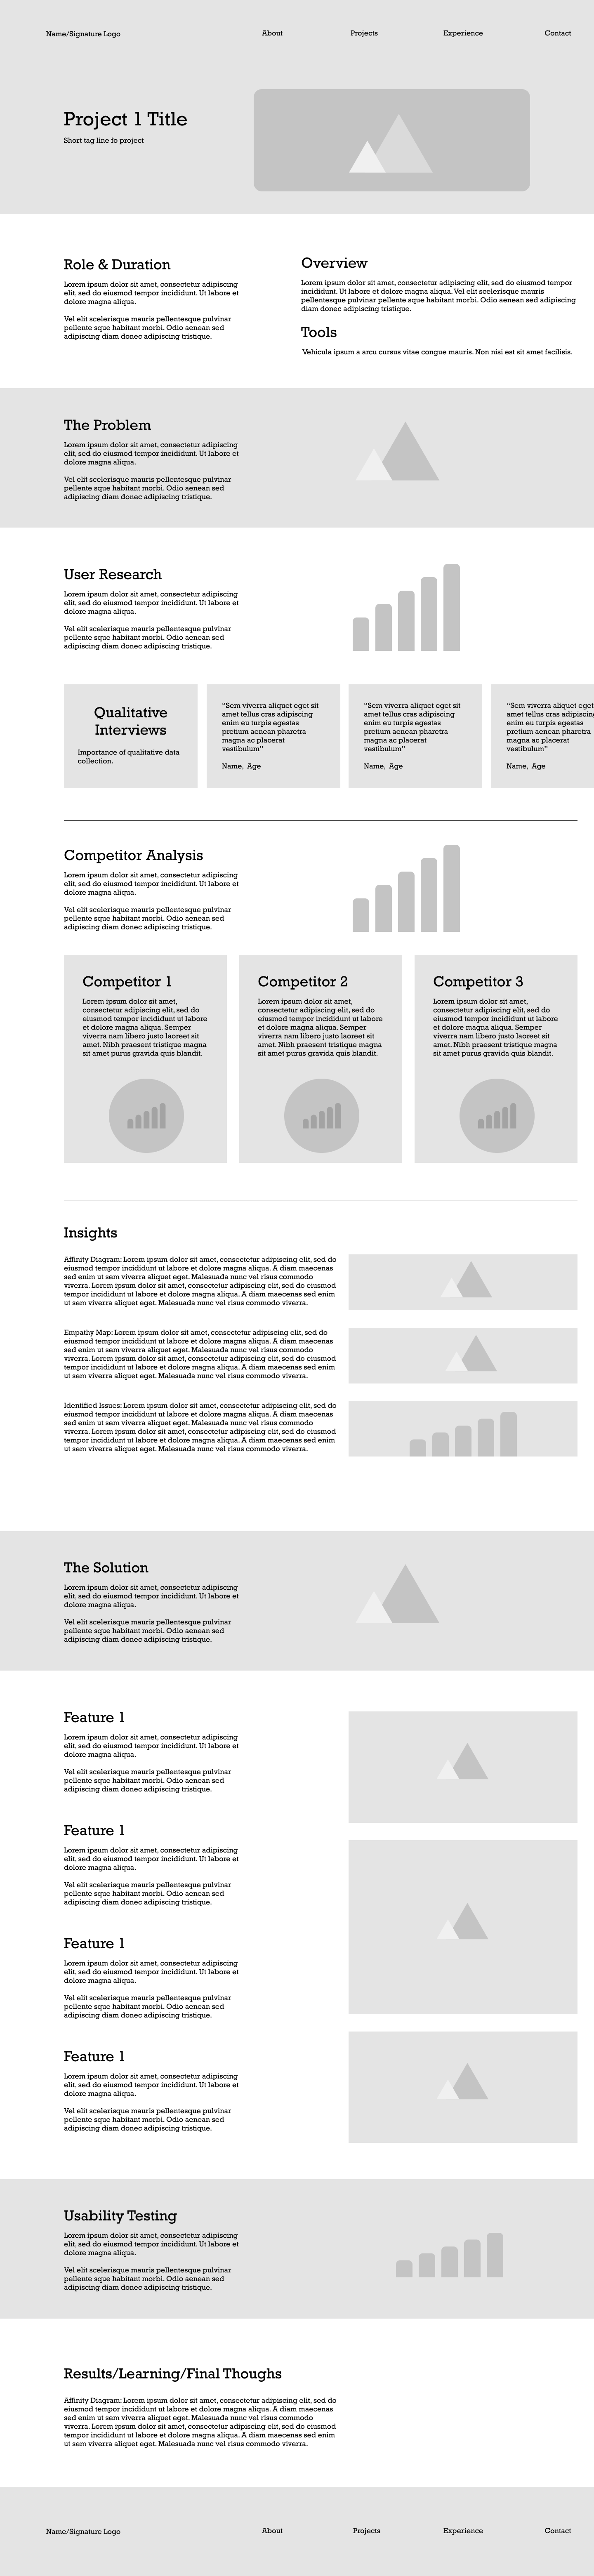 Name/Signature Logo
About
Projects
Experience
Contact
Project 1 Title
Short tag line fo project
Role & Duration
Lorem ipsum dolor sit amet, consectetur adipiscing
elit, sed do eiusmod tempor incididunt. Ut labore et
dolore magna aliqua.
Vel elit scelerisque mauris pellentesque pulvinar
pellente sque habitant morbi. Odio aenean sed
adipiscing diam donec adipiscing tristique.
Overview
Lorem ipsum dolor sit amet, consectetur adipiscing elit, sed do eiusmod tempor
incididunt. Ut labore et dolore magna aliqua. Vel elit scelerisque mauris
pellentesque pulvinar pellente sque habitant morbi. Odio aenean sed adipiscing
diam donec adipiscing tristique.
Tools
Vehicula ipsum a arcu cursus vitae congue mauris. Non nisi est sit amet facilisis.
The Problem
Lorem ipsum dolor sit amet, consectetur adipiscing
elit, sed do eiusmod tempor incididunt. Ut labore et
dolore magna aliqua.
Vel elit scelerisque mauris pellentesque pulvinar
pellente sque habitant morbi. Odio aenean sed
adipiscing diam donec adipiscing tristique.
User Research
Lorem ipsum dolor sit amet, consectetur adipiscing
elit, sed do eiusmod tempor incididunt. Ut labore et
dolore magna aliqua.
Vel elit scelerisque mauris pellentesque pulvinar
pellente sque habitant morbi. Odio aenean sed
adipiscing diam donec adipiscing tristique.
Qualitative
Interviews
Importance of qualitative data
collection.
"Sem viverra aliquet eget sit
amet tellus cras adipiscing
enim eu turpis egestas
pretium aenean pharetra
magna ac placerat
vestibulum"
Name, Age
"Sem viverra aliquet eget sit
amet tellus cras adipiscing
enim eu turpis egestas
pretium aenean pharetra
magna ac placerat
vestibulum"
Name, Age
"Sem viverra aliquet eget
amet tellus cras adipiscing
enim eu turpis egestas
pretium aenean pharetra
magna ac placerat
vestibulum"
Name, Age
Competitor Analysis
Lorem ipsum dolor sit amet, consectetur adipiscing
elit, sed do eiusmod tempor incididunt. Ut labore et
dolore magna aliqua.
Vel elit scelerisque mauris pellentesque pulvinar
pellente sque habitant morbi. Odio aenean sed
adipiscing diam donec adipiscing tristique.
Competitor 1
Lorem ipsum dolor sit amet,
consectetur adipiscing elit, sed do
eiusmod tempor incididunt ut labore
et dolore magna aliqua. Semper
viverra nam libero justo laoreet sit
amet. Nibh praesent tristique magna
sit amet purus gravida quis blandit.
Competitor 2
Lorem ipsum dolor sit amet,
consectetur adipiscing elit, sed do
eiusmod tempor incididunt ut labore
et dolore magna aliqua. Semper
viverra nam libero justo laoreet sit
amet. Nibh praesent tristique magna
sit amet purus gravida quis blandit.
Competitor 3
Lorem ipsum dolor sit amet,
consectetur adipiscing elit, sed do
eiusmod tempor incididunt ut labore
et dolore magna aliqua. Semper
viverra nam libero justo laoreet sit
amet. Nibh praesent tristique magna
sit amet purus gravida quis blandit.
Insights
Affinity Diagram: Lorem ipsum dolor sit amet, consectetur adipiscing elit, sed do
eiusmod tempor incididunt ut labore et dolore magna aliqua. A diam maecenas
sed enim ut sem viverra aliquet eget. Malesuada nunc vel risus commodo
viverra. Lorem ipsum dolor sit amet, consectetur adipiscing elit, sed do eiusmod
tempor incididunt ut labore et dolore magna aliqua. A diam maecenas sed enim
ut sem viverra aliquet eget. Malesuada nunc vel risus commodo viverra.
Empathy Map: Lorem ipsum dolor sit amet, consectetur adipiscing elit, sed do
eiusmod tempor incididunt ut labore et dolore magna aliqua. A diam maecenas
sed enim ut sem viverra aliquet eget. Malesuada nunc vel risus commodo
viverra. Lorem ipsum dolor sit amet, consectetur adipiscing elit, sed do eiusmod
tempor incididunt ut labore et dolore magna aliqua. A diam maecenas sed enim
ut sem viverra aliquet eget. Malesuada nunc vel risus commodo viverra.
Identified Issues: Lorem ipsum dolor sit amet, consectetur adipiscing elit, sed do
eiusmod tempor incididunt ut labore et dolore magna aliqua. A diam maecenas
sed enim ut sem viverra aliquet eget. Malesuada nunc vel risus commodo
viverra. Lorem ipsum dolor sit amet, consectetur adipiscing elit, sed do eiusmod
tempor incididunt ut labore et dolore magna aliqua. A diam maecenas sed enim
ut sem viverra aliquet eget. Malesuada nunc vel risus commodo viverra.
The Solution
Lorem ipsum dolor sit amet, consectetur adipiscing
elit, sed do eiusmod tempor incididunt. Ut labore et
dolore magna aliqua.
Vel elit scelerisque mauris pellentesque pulvinar
pellente sque habitant morbi. Odio aenean sed
adipiscing diam donec adipiscing tristique.
Feature 1
Lorem ipsum dolor sit amet, consectetur adipiscing
elit, sed do eiusmod tempor incididunt. Ut labore et
dolore magna aliqua.
Vel elit scelerisque mauris pellentesque pulvinar
pellente sque habitant morbi. Odio aenean sed
adipiscing diam donec adipiscing tristique.
Feature 1
Lorem ipsum dolor sit amet, consectetur adipiscing
elit, sed do eiusmod tempor incididunt. Ut labore et
dolore magna aliqua.
Vel elit scelerisque mauris pellentesque pulvinar
pellente sque habitant morbi. Odio aenean sed
adipiscing diam donec adipiscing tristique.
Feature 1
Lorem ipsum dolor sit amet, consectetur adipiscing
elit, sed do eiusmod tempor incididunt. Ut labore et
dolore magna aliqua.
Vel elit scelerisque mauris pellentesque pulvinar
pellente sque habitant morbi. Odio aenean sed
adipiscing diam donec adipiscing tristique.
Feature 1
Lorem ipsum dolor sit amet, consectetur adipiscing
elit, sed do eiusmod tempor incididunt. Ut labore et
dolore magna aliqua.
Vel elit scelerisque mauris pellentesque pulvinar
pellente sque habitant morbi. Odio aenean sed
adipiscing diam donec adipiscing tristique.
Usability Testing
Lorem ipsum dolor sit amet, consectetur adipiscing
elit, sed do eiusmod tempor incididunt. Ut labore et
dolore magna aliqua.
Vel elit scelerisque mauris pellentesque pulvinar
pellente sque habitant morbi. Odio aenean sed
adipiscing diam donec adipiscing tristique.
Results/Learning/Final Thoughs
Affinity Diagram: Lorem ipsum dolor sit amet, consectetur adipiscing elit, sed do
eiusmod tempor incididunt ut labore et dolore magna aliqua. A diam maecenas
sed enim ut sem viverra aliquet eget. Malesuada nunc vel risus commodo
viverra. Lorem ipsum dolor sit amet, consectetur adipiscing elit, sed do eiusmod
tempor incididunt ut labore et dolore magna aliqua. A diam maecenas sed enim
ut sem viverra aliquet eget. Malesuada nunc vel risus commodo viverra.
Name/Signature Logo
About
Projects
Experience
Contact